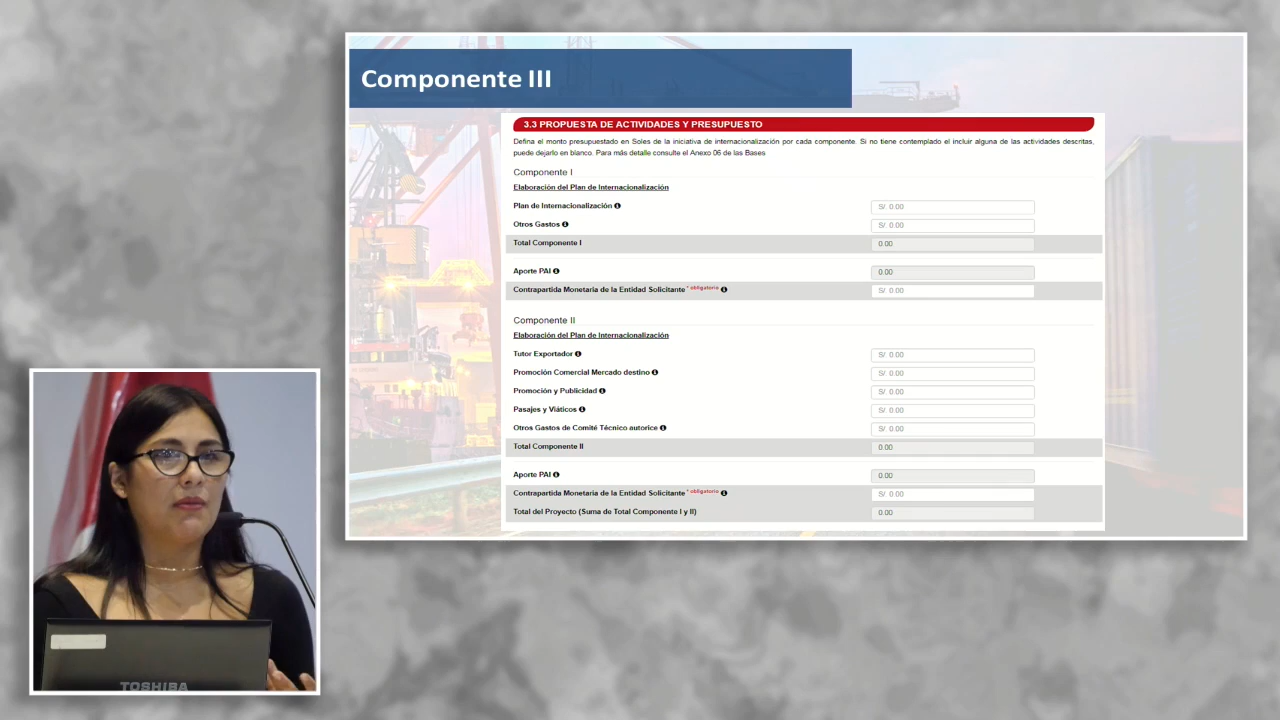 Componente III
3.3 PROPUESTA DE ACTIVIDADES Y PRESUPUESTO
Defina el monto presupuestado en Soles de la iniciativa de internacionalización por cada componente. Si no tiene contemplado el incluir alguna de las actividades descritas,
puede dejarlo en blanco. Para más detalle consulte el Anexo 06 de las Bases
Componente I
Elaboración del Plan de Internacionalización
Plan de Internacionalización S/ 0.00
Otros Gastos S/ 0.00
Total Componente I 0.00
Aporte PAI 0.00
Contrapartida Monetaria de la Entidad Solicitante * obligatorio S/ 0.00
Componente II
Elaboración del Plan de Internacionalización
Tutor Exportador S/ 0.00
Promoción Comercial Mercado destino S/ 0.00
Promoción y Publicidad S/ 0.00
Pasajes y Viáticos S/ 0.00
Otros Gastos de Comité Técnico autorice S/ 0.00
Total Componente II 0.00
Aporte PAI 0.00
Contrapartida Monetaria de la Entidad Solicitante * obligatorio S/ 0.00
Total del Proyecto (Suma de Total Componente I y II) 0.00
TOSHIBA